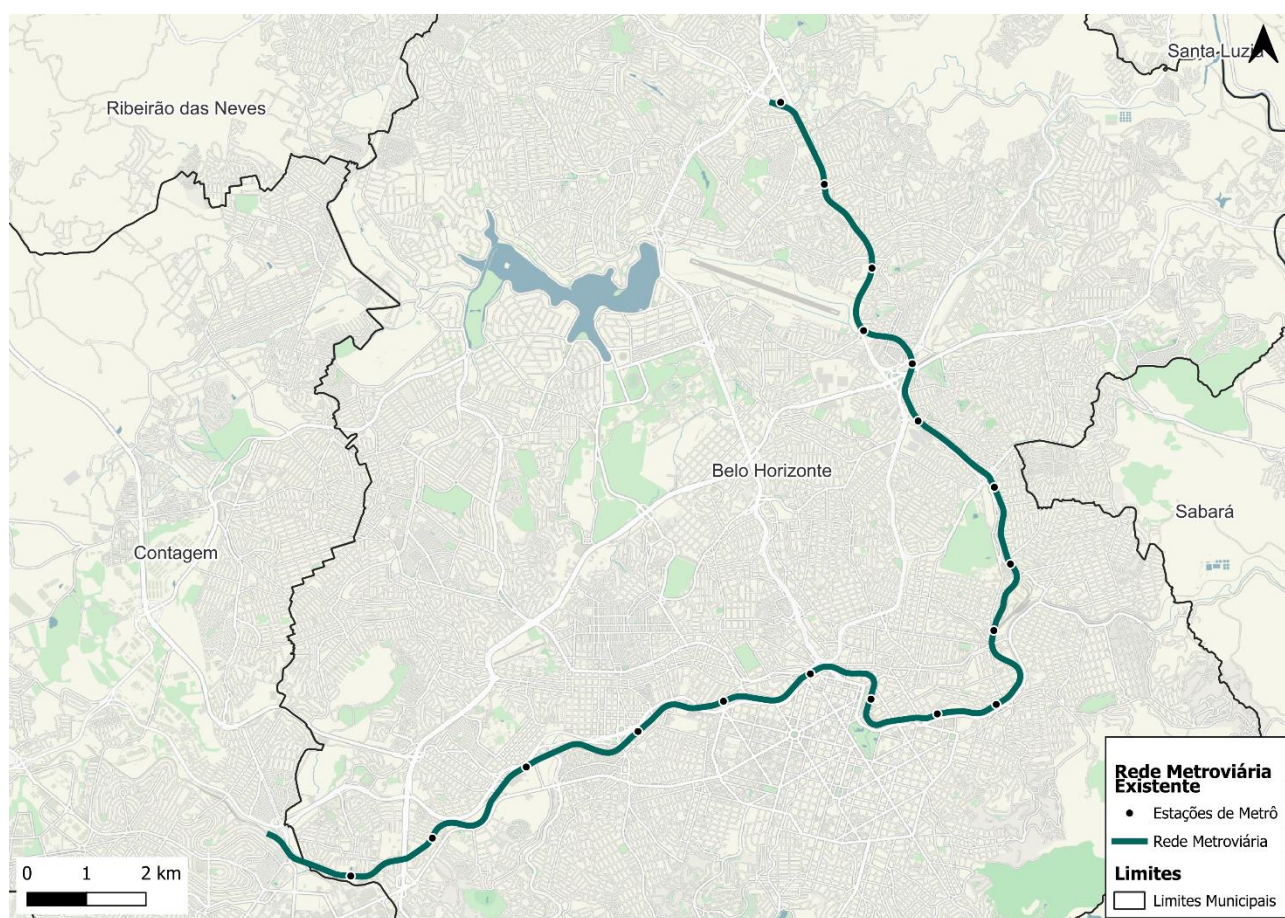 Santa Luzia
Ribeirão das Neves
Belo Horizonte
Sabará
Contagem
Rede Metroviária
Existente
Estações de Metrô
Rede Metroviária
Limites
Limites Municipais
0 1 2 km